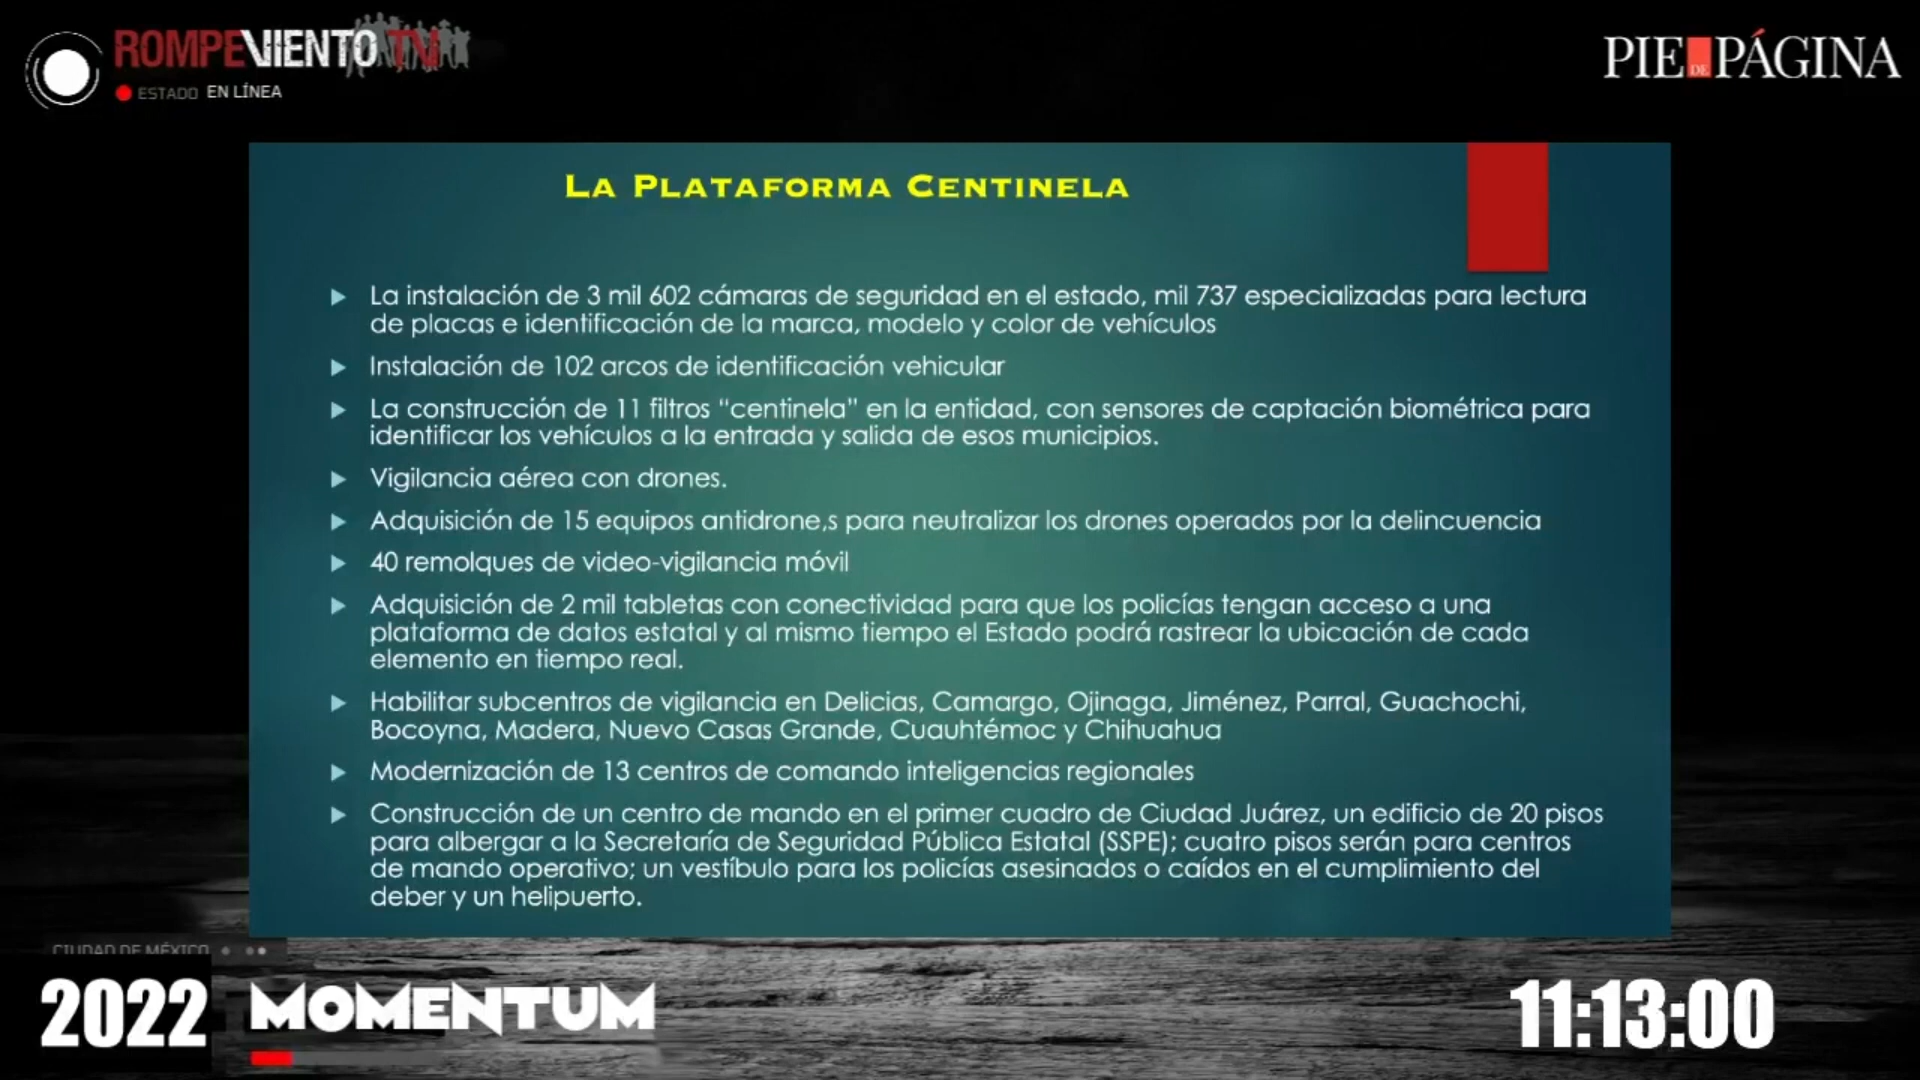 ROMPEVIENTO TV
ESTADO EN LÍNEA
PIE DE PÁGINA
LA PLATAFORMA CENTINELA
La instalación de 3 mil 602 cámaras de seguridad en el estado, mil 737 especializadas para lectura
de placas e identificación de la marca, modelo y color de vehículos
Instalación de 102 arcos de identificación vehicular
La construcción de 11 filtros “centinela” en la entidad, con sensores de captación biométrica para
identificar los vehículos a la entrada y salida de esos municipios.
Vigilancia aérea con drones.
Adquisición de 15 equipos antidrone,s para neutralizar los drones operados por la delincuencia
40 remolques de video-vigilancia móvil
Adquisición de 2 mil tabletas con conectividad para que los policías tengan acceso a una
plataforma de datos estatal y al mismo tiempo el Estado podrá rastrear la ubicación de cada
elemento en tiempo real.
Habilitar subcentros de vigilancia en Delicias, Camargo, Ojinaga, Jiménez, Parral, Guachochi,
Bocoyna, Madera, Nuevo Casas Grande, Cuauhtémoc y Chihuahua
Modernización de 13 centros de comando inteligencias regionales
Construcción de un centro de mando en el primer cuadro de Ciudad Juárez, un edificio de 20 pisos
para albergar a la Secretaría de Seguridad Pública Estatal (SSPE); cuatro pisos serán para centros
de mando operativo; un vestíbulo para los policías asesinados o caídos en el cumplimiento del
deber y un helipuerto.
CIUDAD DE MÉXICO
2022 MOMENTUM
11:13:00